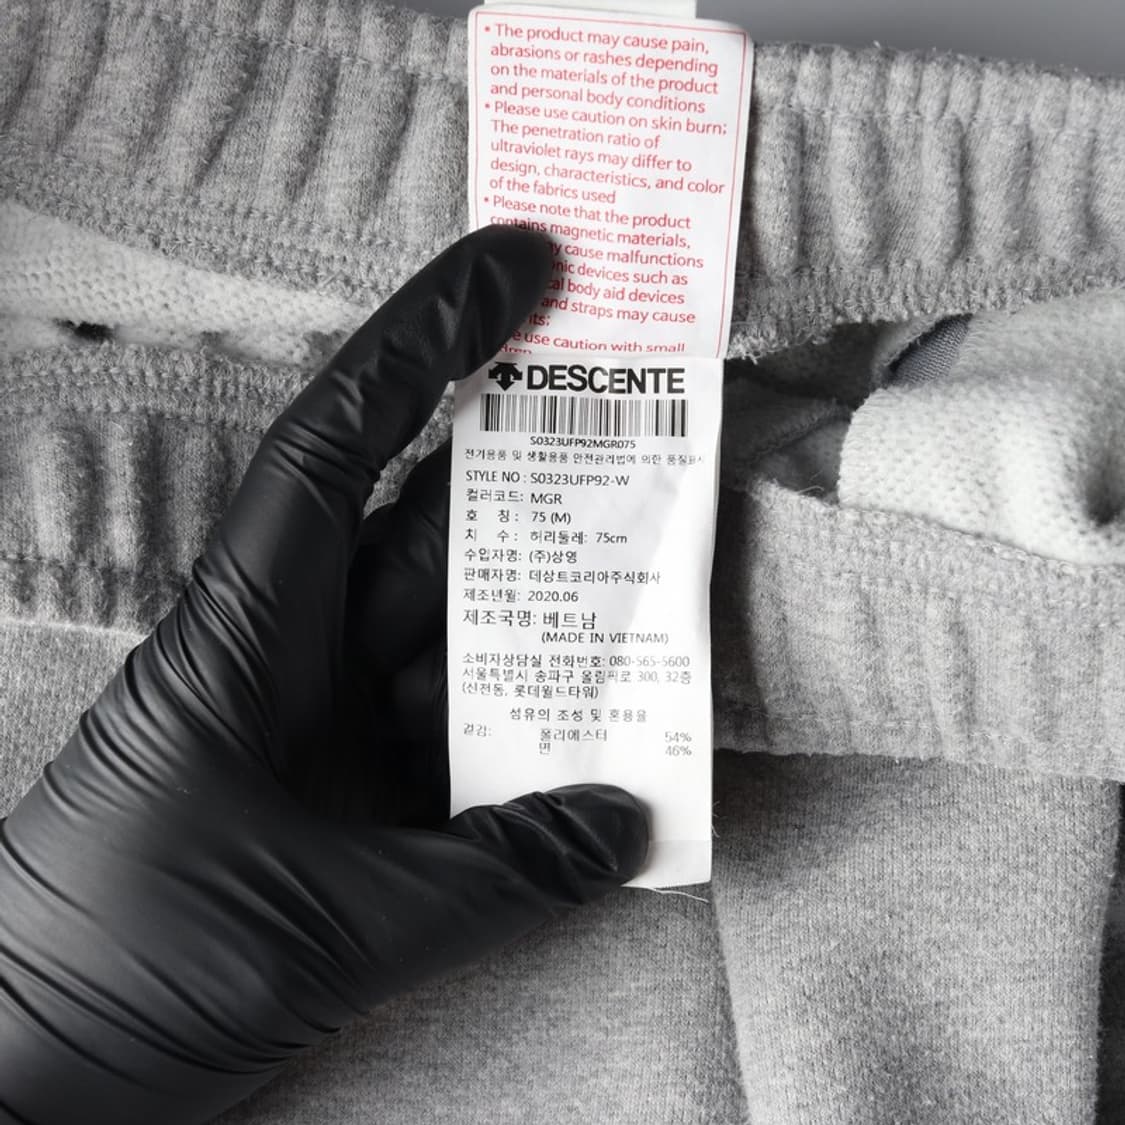 • The product may cause pain,
abrasions or rashes depending
on the materials of the product
and personal body conditions
• Please use caution on skin burn;
The penetration ratio of
ultraviolet rays may differ to
design, characteristics, and color
of the fabrics used
• Please note that the product
contains magnetic materials,
cause malfunctions
devices such as
body aid devices
and straps may cause
use caution with small
DESCENTE
S0323UFP92MGR075
전기용품 및 생활용품 안전관리법에 의한 품질표시
STYLE NO : S0323UFP92-W
컬러코드: MGR
호 칭 : 75 (M)
치 수 : 허리둘레: 75cm
수입자명: (주)상영
판매자명: 데상트코리아주식회사
제조년월: 2020.06
제조국명: 베트남
(MADE IN VIETNAM)
소비자상담실 전화번호: 080-565-5600
서울특별시 송파구 올림픽로 300, 32층
(신천동, 롯데월드타워)
섬유의 조성 및 혼용율
겉감: 폴리에스터 54%
면 46%